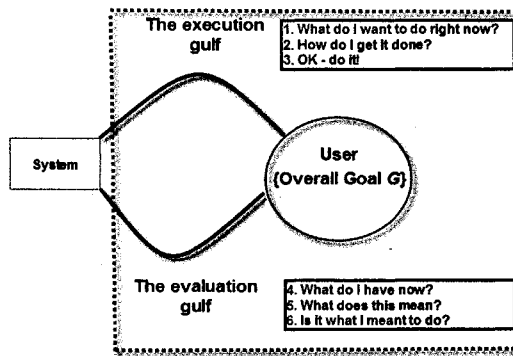 The execution
gulf
1. What do I want to do right now?
2. How do I get it done?
3. OK - do it!
System
User
{Overall Goal G}
The evaluation
gulf
4. What do I have now?
5. What does this mean?
6. Is it what I meant to do?